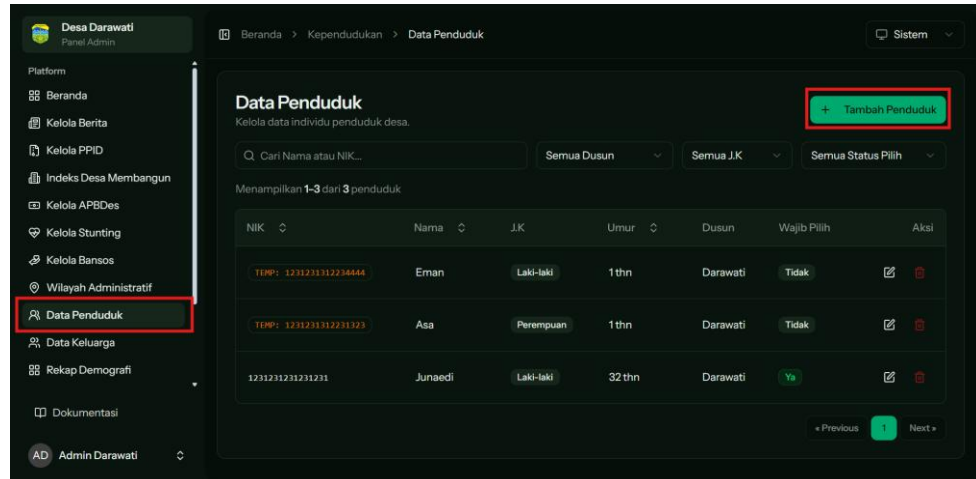 Desa Darawati
Panel Admin
Platform
Beranda
Kelola Berita
Kelola PPID
Indeks Desa Membangun
Kelola APBDes
Kelola Stunting
Kelola Bansos
Wilayah Administratif
Data Penduduk
Data Keluarga
Rekap Demografi
Dokumentasi
AD Admin Darawati
Beranda > Kependudukan > Data Penduduk
Sistem
Data Penduduk
Kelola data individu penduduk desa.
+ Tambah Penduduk
Cari Nama atau NIK... Semua Dusun Semua J.K Semua Status Pilih
Menampilkan 1-3 dari 3 penduduk
NIK Nama J.K Umur Dusun Wajib Pilih Aksi
TEMP: 1231231312234444 Eman Laki-laki 1 thn Darawati Tidak
TEMP: 1231231312231323 Asa Perempuan 1 thn Darawati Tidak
1231231231231231 Junaedi Laki-laki 32 thn Darawati Ya
« Previous 1 Next »